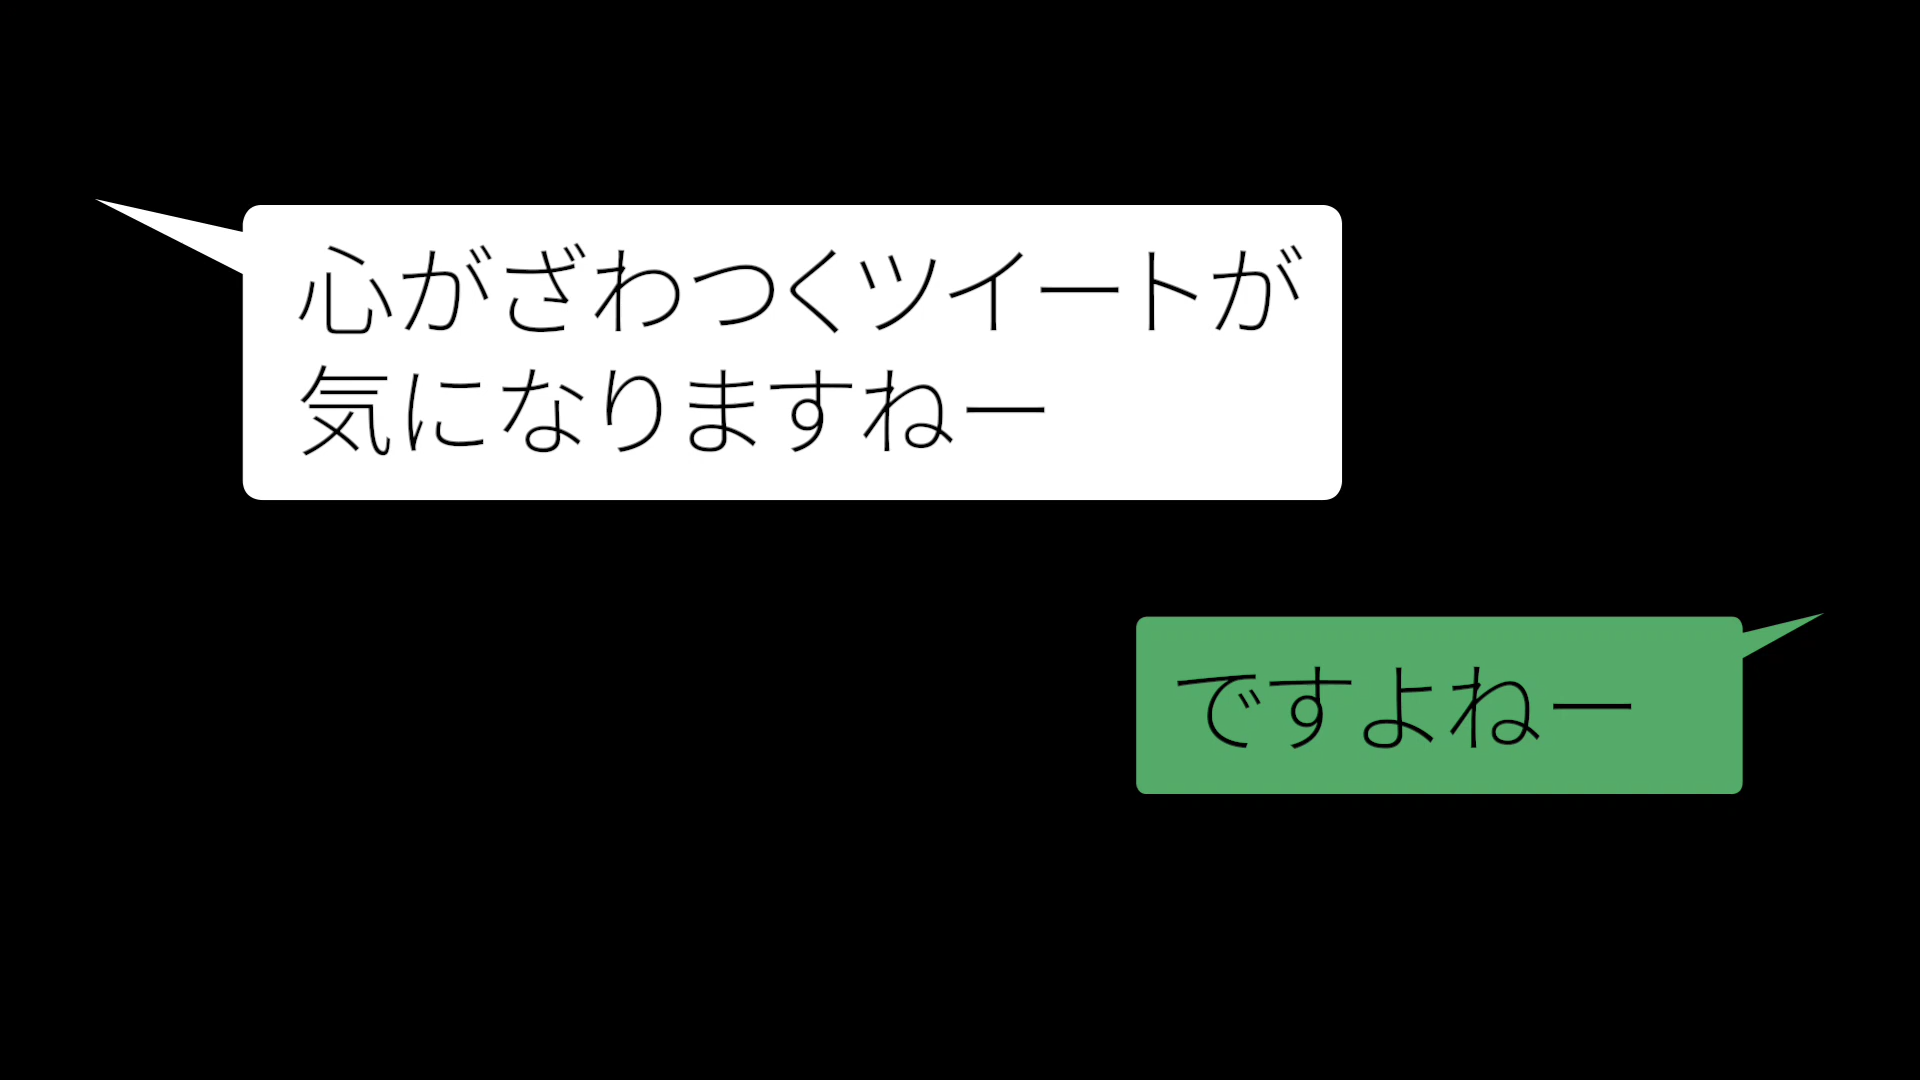 心がざわつくツイートが
気になりますねー
ですよねー